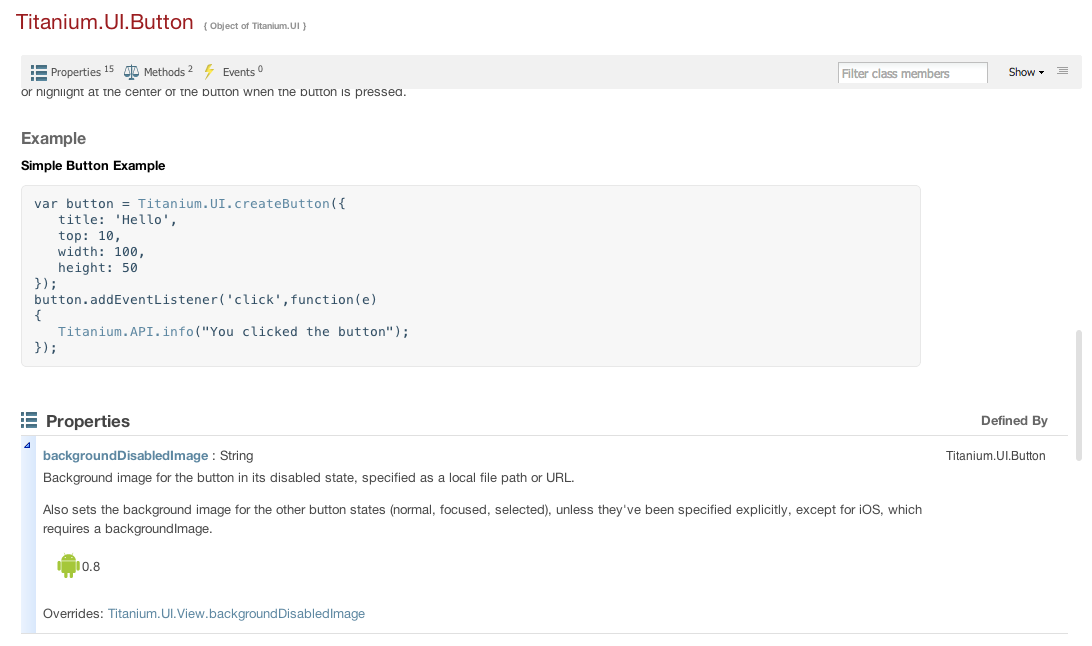 Titanium.UI.Button ( Object of Titanium.UI )
Properties 15 Methods 2 Events 0 Filter class members Show
or highlight at the center of the button when the button is pressed.
Example
Simple Button Example
var button = Titanium.UI.createButton({
   title: 'Hello',
   top: 10,
   width: 100,
   height: 50
});
button.addEventListener('click',function(e)
{
   Titanium.API.info("You clicked the button");
});
Properties Defined By
backgroundDisabledImage : String Titanium.UI.Button
Background image for the button in its disabled state, specified as a local file path or URL.
Also sets the background image for the other button states (normal, focused, selected), unless they've been specified explicitly, except for iOS, which
requires a backgroundImage.
0.8
Overrides: Titanium.UI.View.backgroundDisabledImage